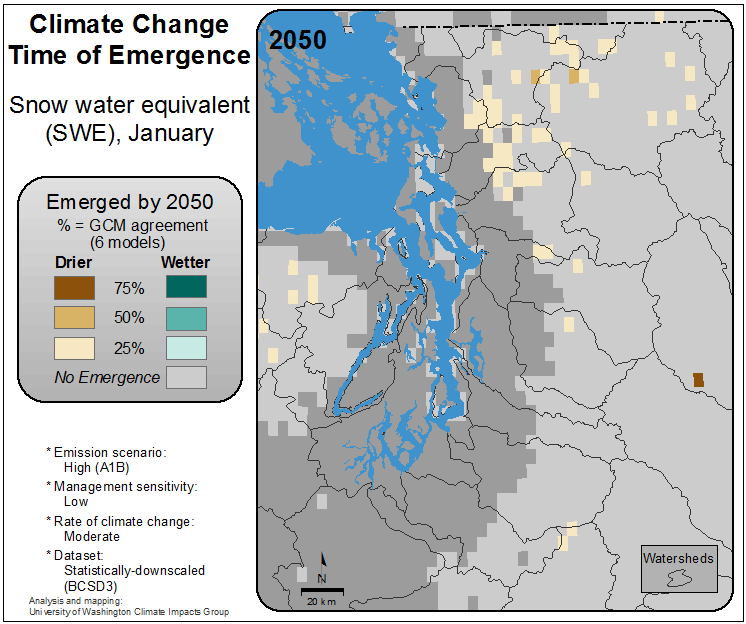 Climate Change
Time of Emergence
Snow water equivalent
(SWE), January
Emerged by 2050
% = GCM agreement
(6 models)
Drier Wetter
75%
50%
25%
No Emergence
* Emission scenario:
High (A1B)
* Management sensitivity:
Low
* Rate of climate change:
Moderate
* Dataset:
Statistically-downscaled
(BCSD3)
Analysis and mapping:
University of Washington Climate Impacts Group
2050
N
20 km
Watersheds